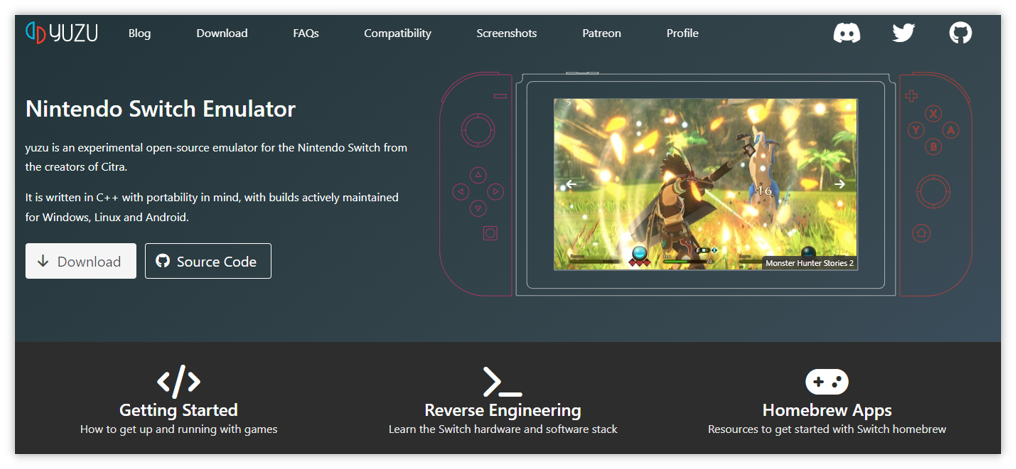 YUZU
Blog
Download
FAQs
Compatibility
Screenshots
Patreon
Profile
Nintendo Switch Emulator
yuzu is an experimental open-source emulator for the Nintendo Switch from
the creators of Citra.
It is written in C++ with portability in mind, with builds actively maintained
for Windows, Linux and Android.
Download
Source Code
X
Y
A
B
16
Monster Hunter Stories 2
Getting Started
How to get up and running with games
Reverse Engineering
Learn the Switch hardware and software stack
Homebrew Apps
Resources to get started with Switch homebrew